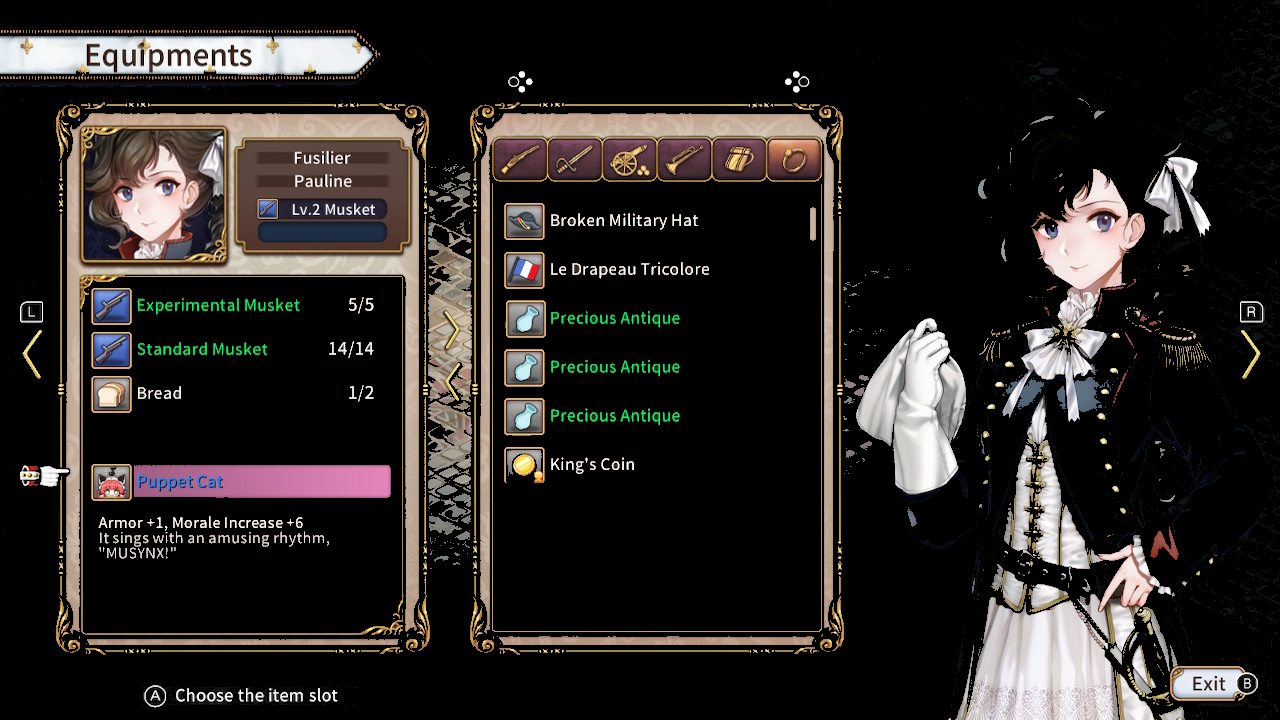 Equipments
Fusilier
Pauline
Lv.2 Musket
Experimental Musket 5/5
Standard Musket 14/14
Bread 1/2
Puppet Cat
Armor +1, Morale Increase +6
It sings with an amusing rhythm,
"MUSYNX!"
Broken Military Hat
Le Drapeau Tricolore
Precious Antique
Precious Antique
Precious Antique
King's Coin
L
R
A Choose the item slot
Exit B